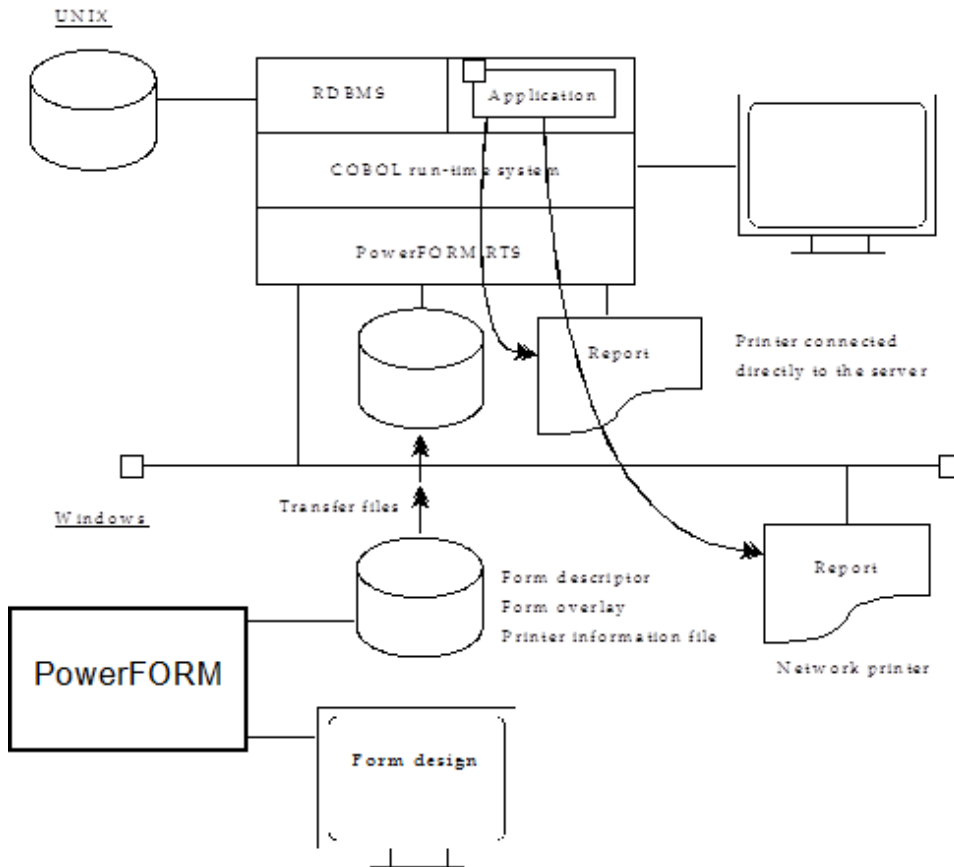 UNIX
RDBMS
Application
COBOL run-time system
PowerFORM RTS
Report
Printer connected
directly to the server
Transfer files
Windows
Form descriptor
Form overlay
Printer information file
Report
Network printer
PowerFORM
Form design